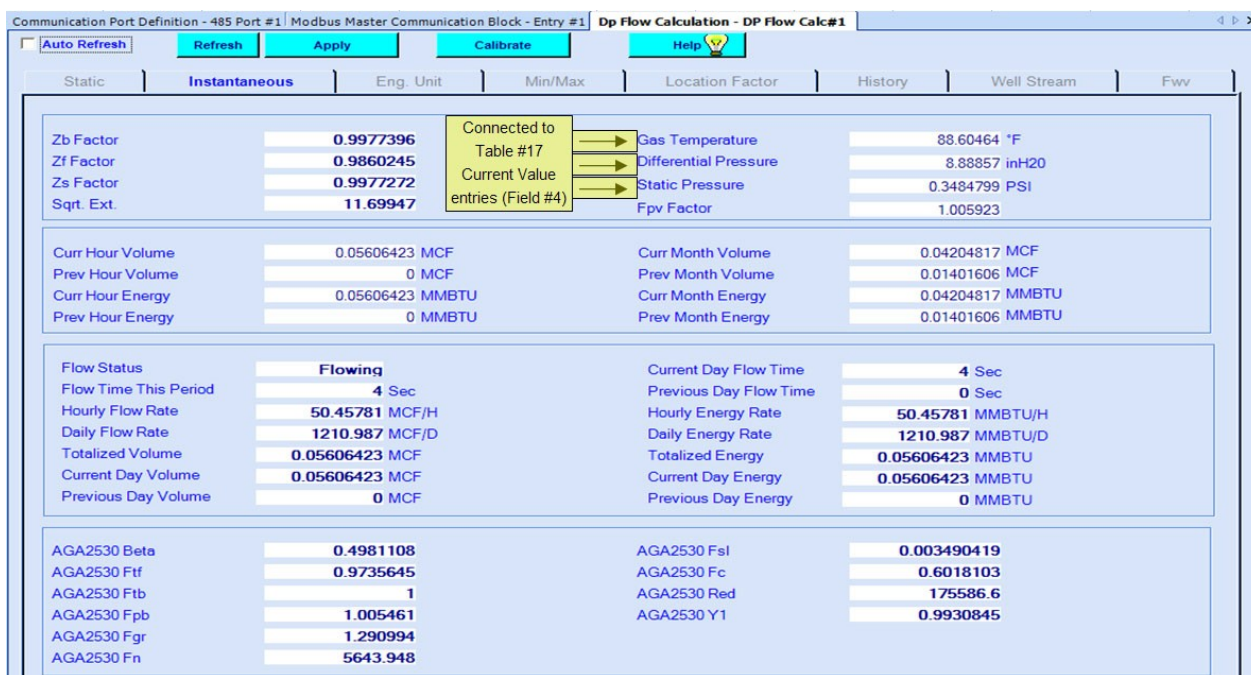 Communication Port Definition - 485 Port #1 Modbus Master Communication Block - Entry #1 Dp Flow Calculation - DP Flow Calc#1
Auto Refresh Refresh Apply Calibrate Help
Static Instantaneous Eng. Unit Min/Max Location Factor History Well Stream Fwv
Zb Factor 0.9977396
Zf Factor 0.9860245
Zs Factor 0.9977272
Sqrt. Ext. 11.69947
Connected to
Table #17
Current Value
entries (Field #4)
Gas Temperature 88.60464 °F
Differential Pressure 8.88857 inH20
Static Pressure 0.3484799 PSI
Fpv Factor 1.005923
Curr Hour Volume 0.05606423 MCF
Prev Hour Volume 0 MCF
Curr Hour Energy 0.05606423 MMBTU
Prev Hour Energy 0 MMBTU
Curr Month Volume 0.04204817 MCF
Prev Month Volume 0.01401606 MCF
Curr Month Energy 0.04204817 MMBTU
Prev Month Energy 0.01401606 MMBTU
Flow Status Flowing
Flow Time This Period 4 Sec
Hourly Flow Rate 50.45781 MCF/H
Daily Flow Rate 1210.987 MCF/D
Totalized Volume 0.05606423 MCF
Current Day Volume 0.05606423 MCF
Previous Day Volume 0 MCF
Current Day Flow Time 4 Sec
Previous Day Flow Time 0 Sec
Hourly Energy Rate 50.45781 MMBTU/H
Daily Energy Rate 1210.987 MMBTU/D
Totalized Energy 0.05606423 MMBTU
Current Day Energy 0.05606423 MMBTU
Previous Day Energy 0 MMBTU
AGA2530 Beta 0.4981108
AGA2530 Ftf 0.9735645
AGA2530 Ftb 1
AGA2530 Fpb 1.005461
AGA2530 Fgr 1.290994
AGA2530 Fn 5643.948
AGA2530 Fsl 0.003490419
AGA2530 Fc 0.6018103
AGA2530 Red 175586.6
AGA2530 Y1 0.9930845